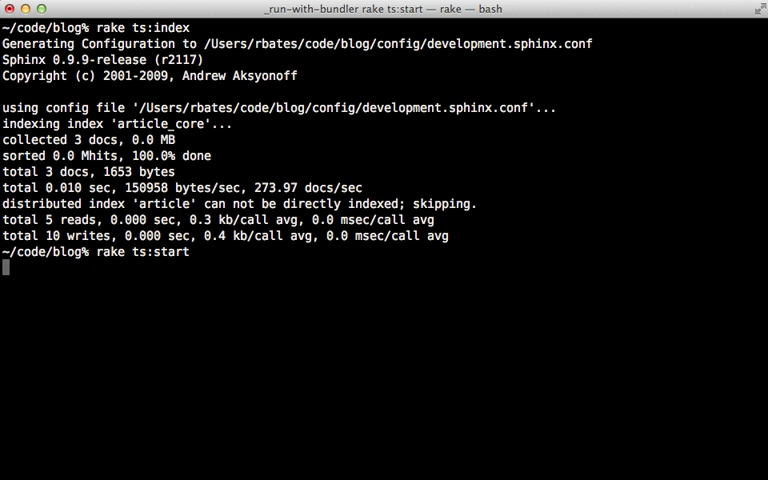 _run-with-bundler rake ts:start — rake — bash
~/code/blog% rake ts:index
Generating Configuration to /Users/rbates/code/blog/config/development.sphinx.conf
Sphinx 0.9.9-release (r2117)
Copyright (c) 2001-2009, Andrew Aksyonoff
using config file '/Users/rbates/code/blog/config/development.sphinx.conf'...
indexing index 'article_core'...
collected 3 docs, 0.0 MB
sorted 0.0 Mhits, 100.0% done
total 3 docs, 1653 bytes
total 0.010 sec, 150958 bytes/sec, 273.97 docs/sec
distributed index 'article' can not be directly indexed; skipping.
total 5 reads, 0.000 sec, 0.3 kb/call avg, 0.0 msec/call avg
total 10 writes, 0.000 sec, 0.4 kb/call avg, 0.0 msec/call avg
~/code/blog% rake ts:start